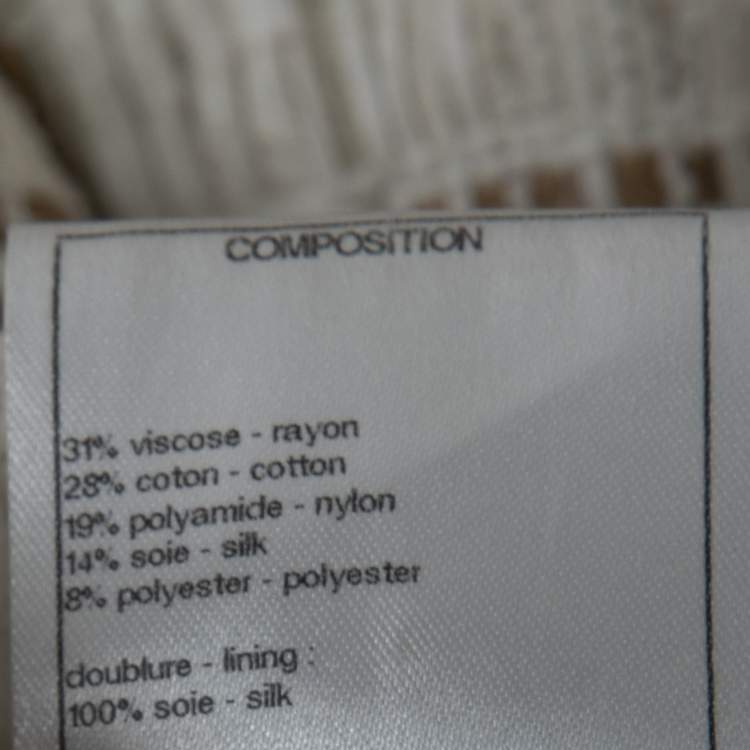 COMPOSITION
31% viscose - rayon
28% coton - cotton
19% polyamide - nylon
14% soie - silk
8% polyester - polyester
doublure - lining :
100% soie - silk